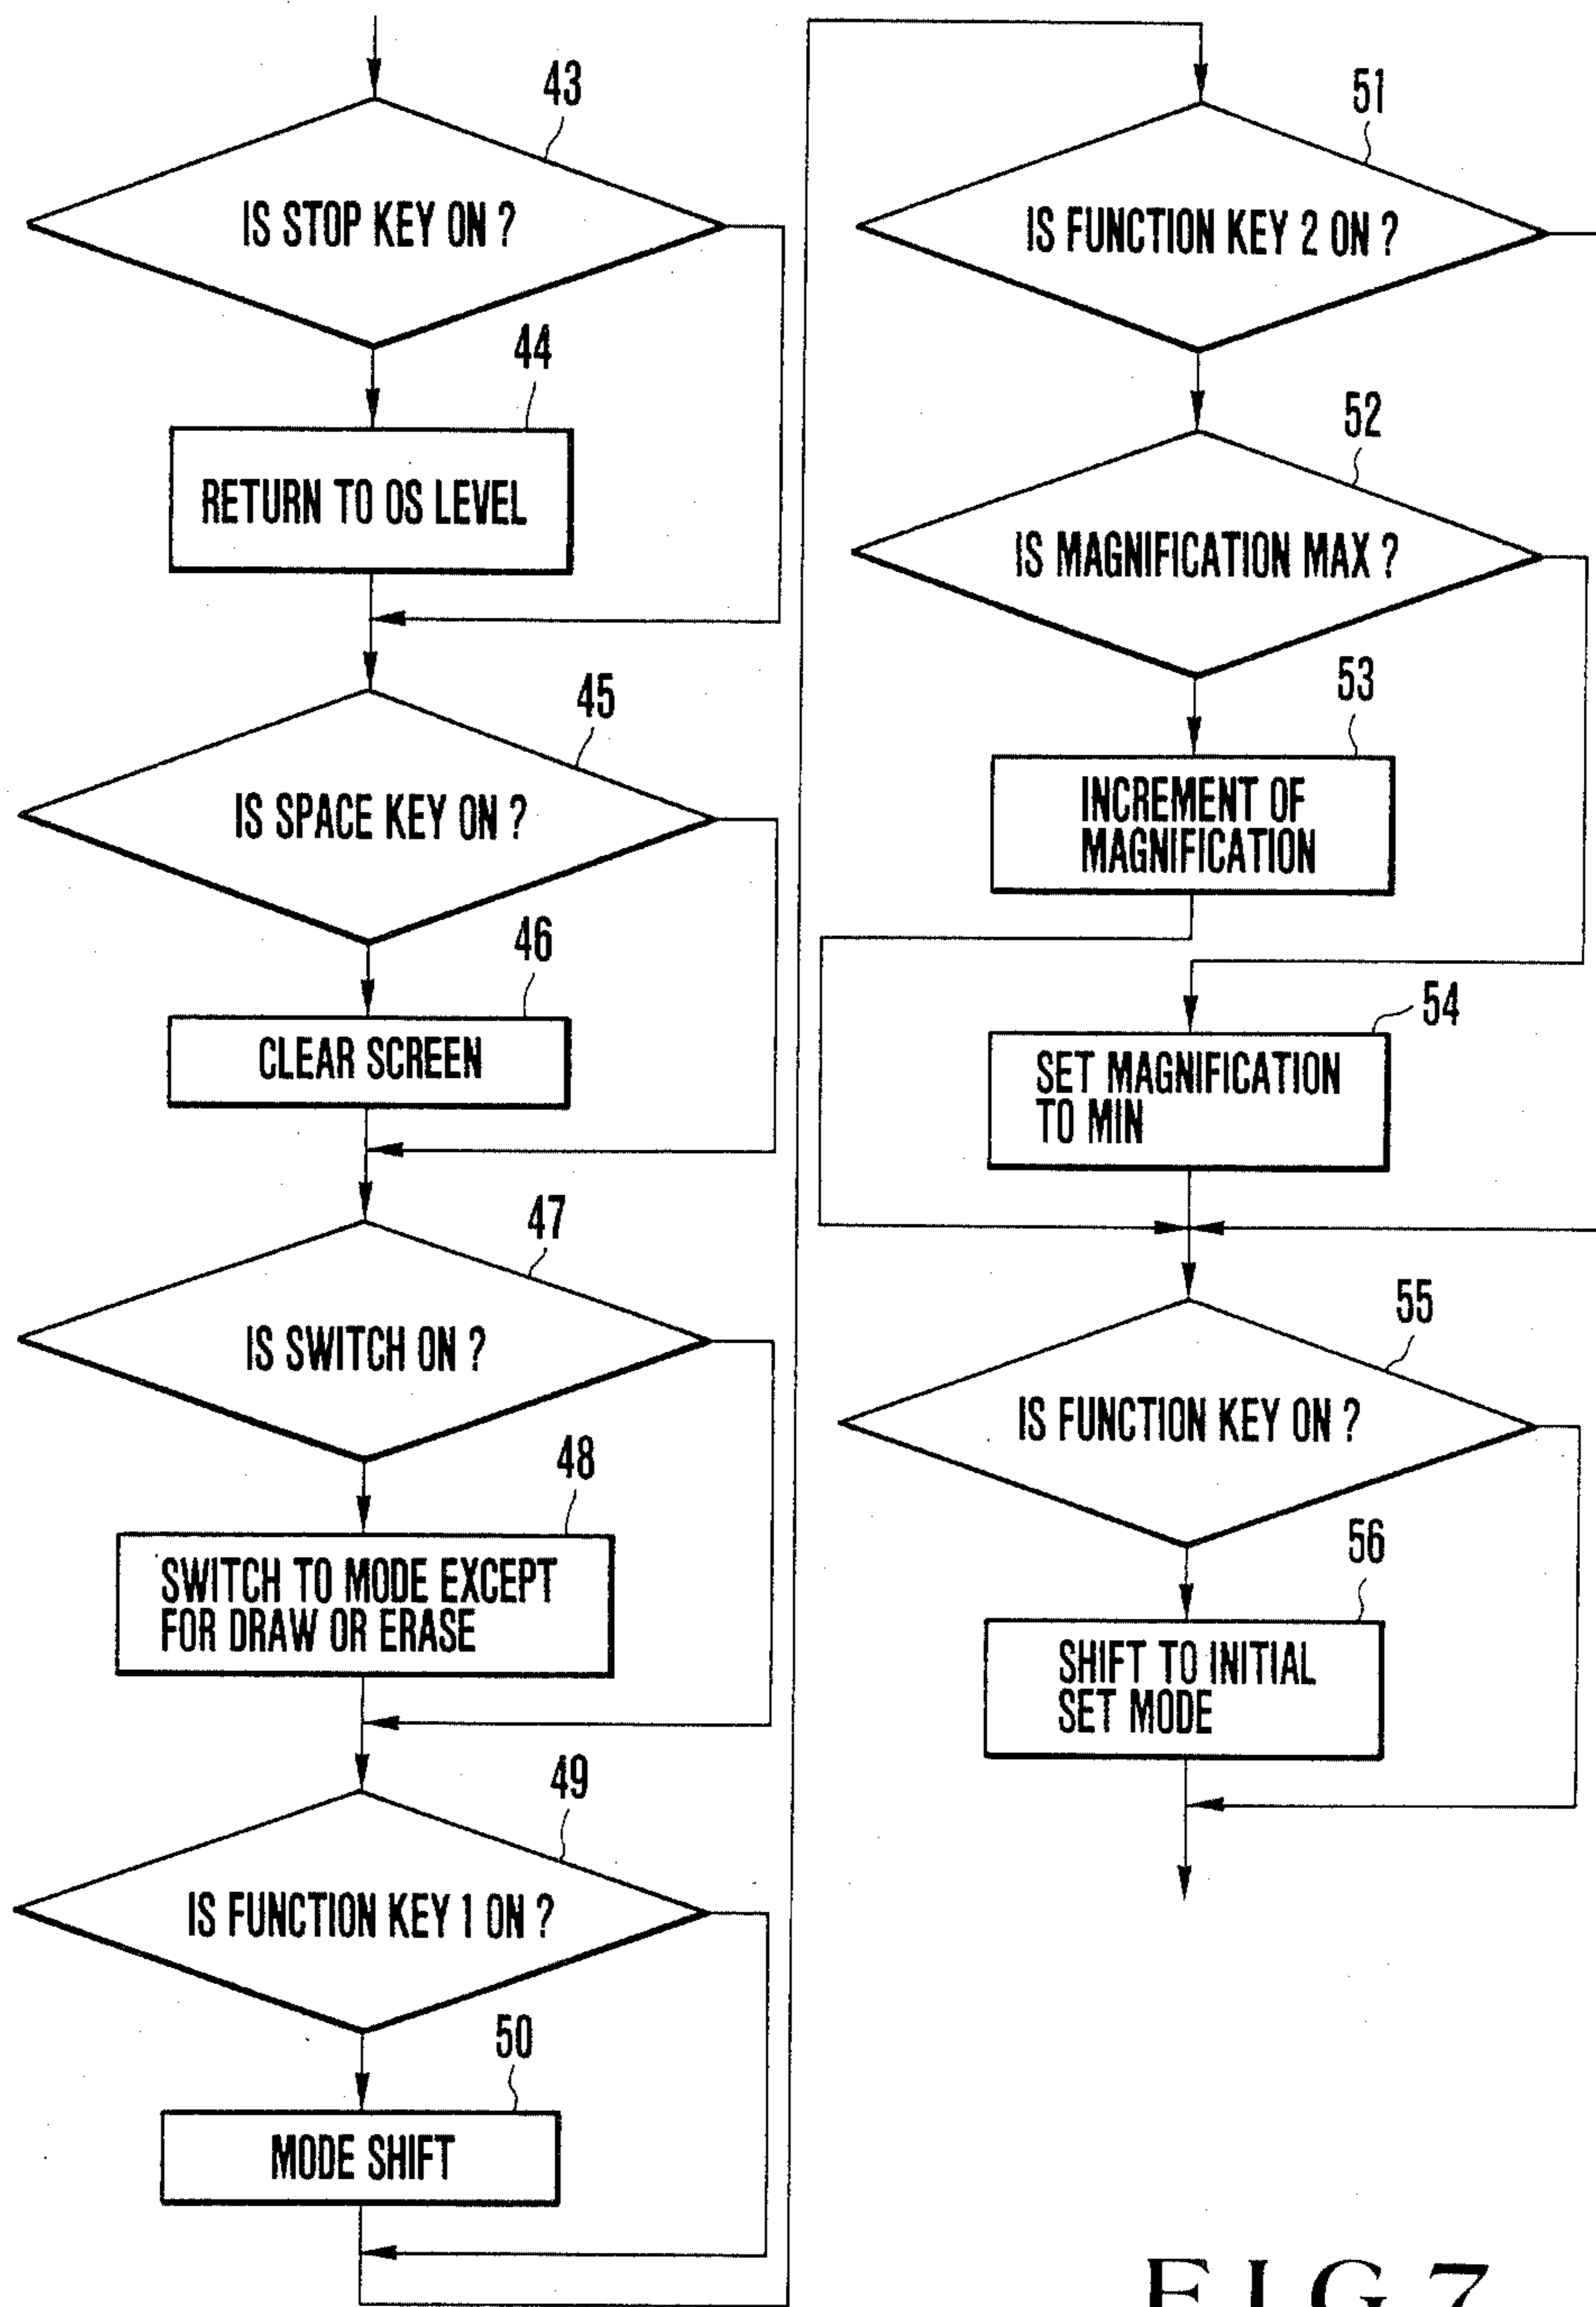 43
IS STOP KEY ON ?
44
RETURN TO OS LEVEL
45
IS SPACE KEY ON ?
46
CLEAR SCREEN
47
IS SWITCH ON ?
48
SWITCH TO MODE EXCEPT
FOR DRAW OR ERASE
49
IS FUNCTION KEY 1 ON ?
50
MODE SHIFT
51
IS FUNCTION KEY 2 ON ?
52
IS MAGNIFICATION MAX ?
53
INCREMENT OF
MAGNIFICATION
54
SET MAGNIFICATION
TO MIN
55
IS FUNCTION KEY ON ?
56
SHIFT TO INITIAL
SET MODE
FIG.7